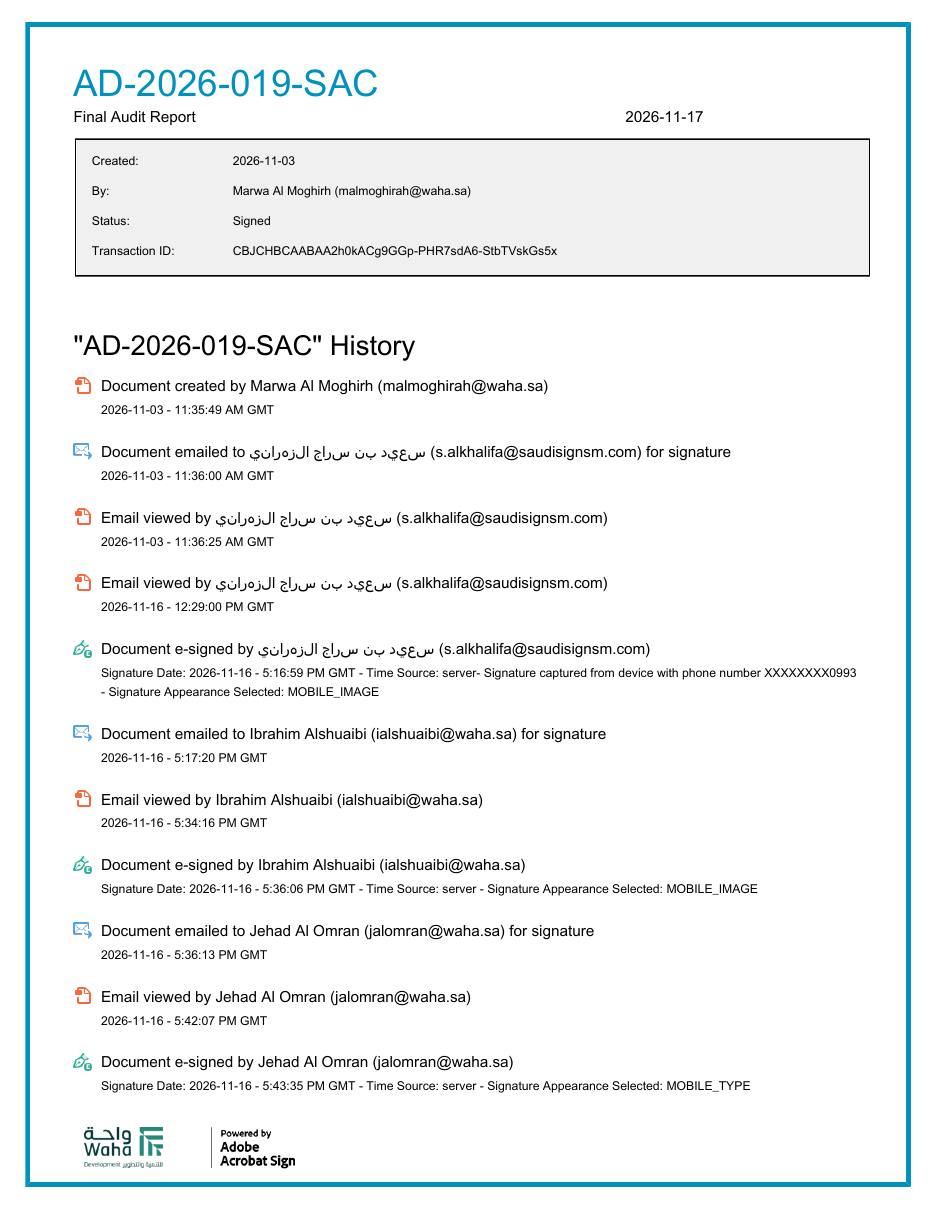 AD-2026-019-SAC
Final Audit Report 2026-11-17
Created: 2026-11-03
By: Marwa Al Moghirh (malmoghirah@waha.sa)
Status: Signed
Transaction ID: CBJCHBCAABAA2h0kACg9GGp-PHR7sdA6-StbTVskGs5x
"AD-2026-019-SAC" History
Document created by Marwa Al Moghirh (malmoghirah@waha.sa)
2026-11-03 - 11:35:49 AM GMT
Document emailed to سعيد بن سراج الزهراني (s.alkhalifa@saudisignsm.com) for signature
2026-11-03 - 11:36:00 AM GMT
Email viewed by سعيد بن سراج الزهراني (s.alkhalifa@saudisignsm.com)
2026-11-03 - 11:36:25 AM GMT
Email viewed by سعيد بن سراج الزهراني (s.alkhalifa@saudisignsm.com)
2026-11-16 - 12:29:00 PM GMT
Document e-signed by سعيد بن سراج الزهراني (s.alkhalifa@saudisignsm.com)
Signature Date: 2026-11-16 - 5:16:59 PM GMT - Time Source: server- Signature captured from device with phone number XXXXXXXX0993
- Signature Appearance Selected: MOBILE_IMAGE
Document emailed to Ibrahim Alshuaibi (ialshuaibi@waha.sa) for signature
2026-11-16 - 5:17:20 PM GMT
Email viewed by Ibrahim Alshuaibi (ialshuaibi@waha.sa)
2026-11-16 - 5:34:16 PM GMT
Document e-signed by Ibrahim Alshuaibi (ialshuaibi@waha.sa)
Signature Date: 2026-11-16 - 5:36:06 PM GMT - Time Source: server - Signature Appearance Selected: MOBILE_IMAGE
Document emailed to Jehad Al Omran (jalomran@waha.sa) for signature
2026-11-16 - 5:36:13 PM GMT
Email viewed by Jehad Al Omran (jalomran@waha.sa)
2026-11-16 - 5:42:07 PM GMT
Document e-signed by Jehad Al Omran (jalomran@waha.sa)
Signature Date: 2026-11-16 - 5:43:35 PM GMT - Time Source: server - Signature Appearance Selected: MOBILE_TYPE
واحة
Waha
Development للتنمية والتطوير
Powered by
Adobe
Acrobat Sign